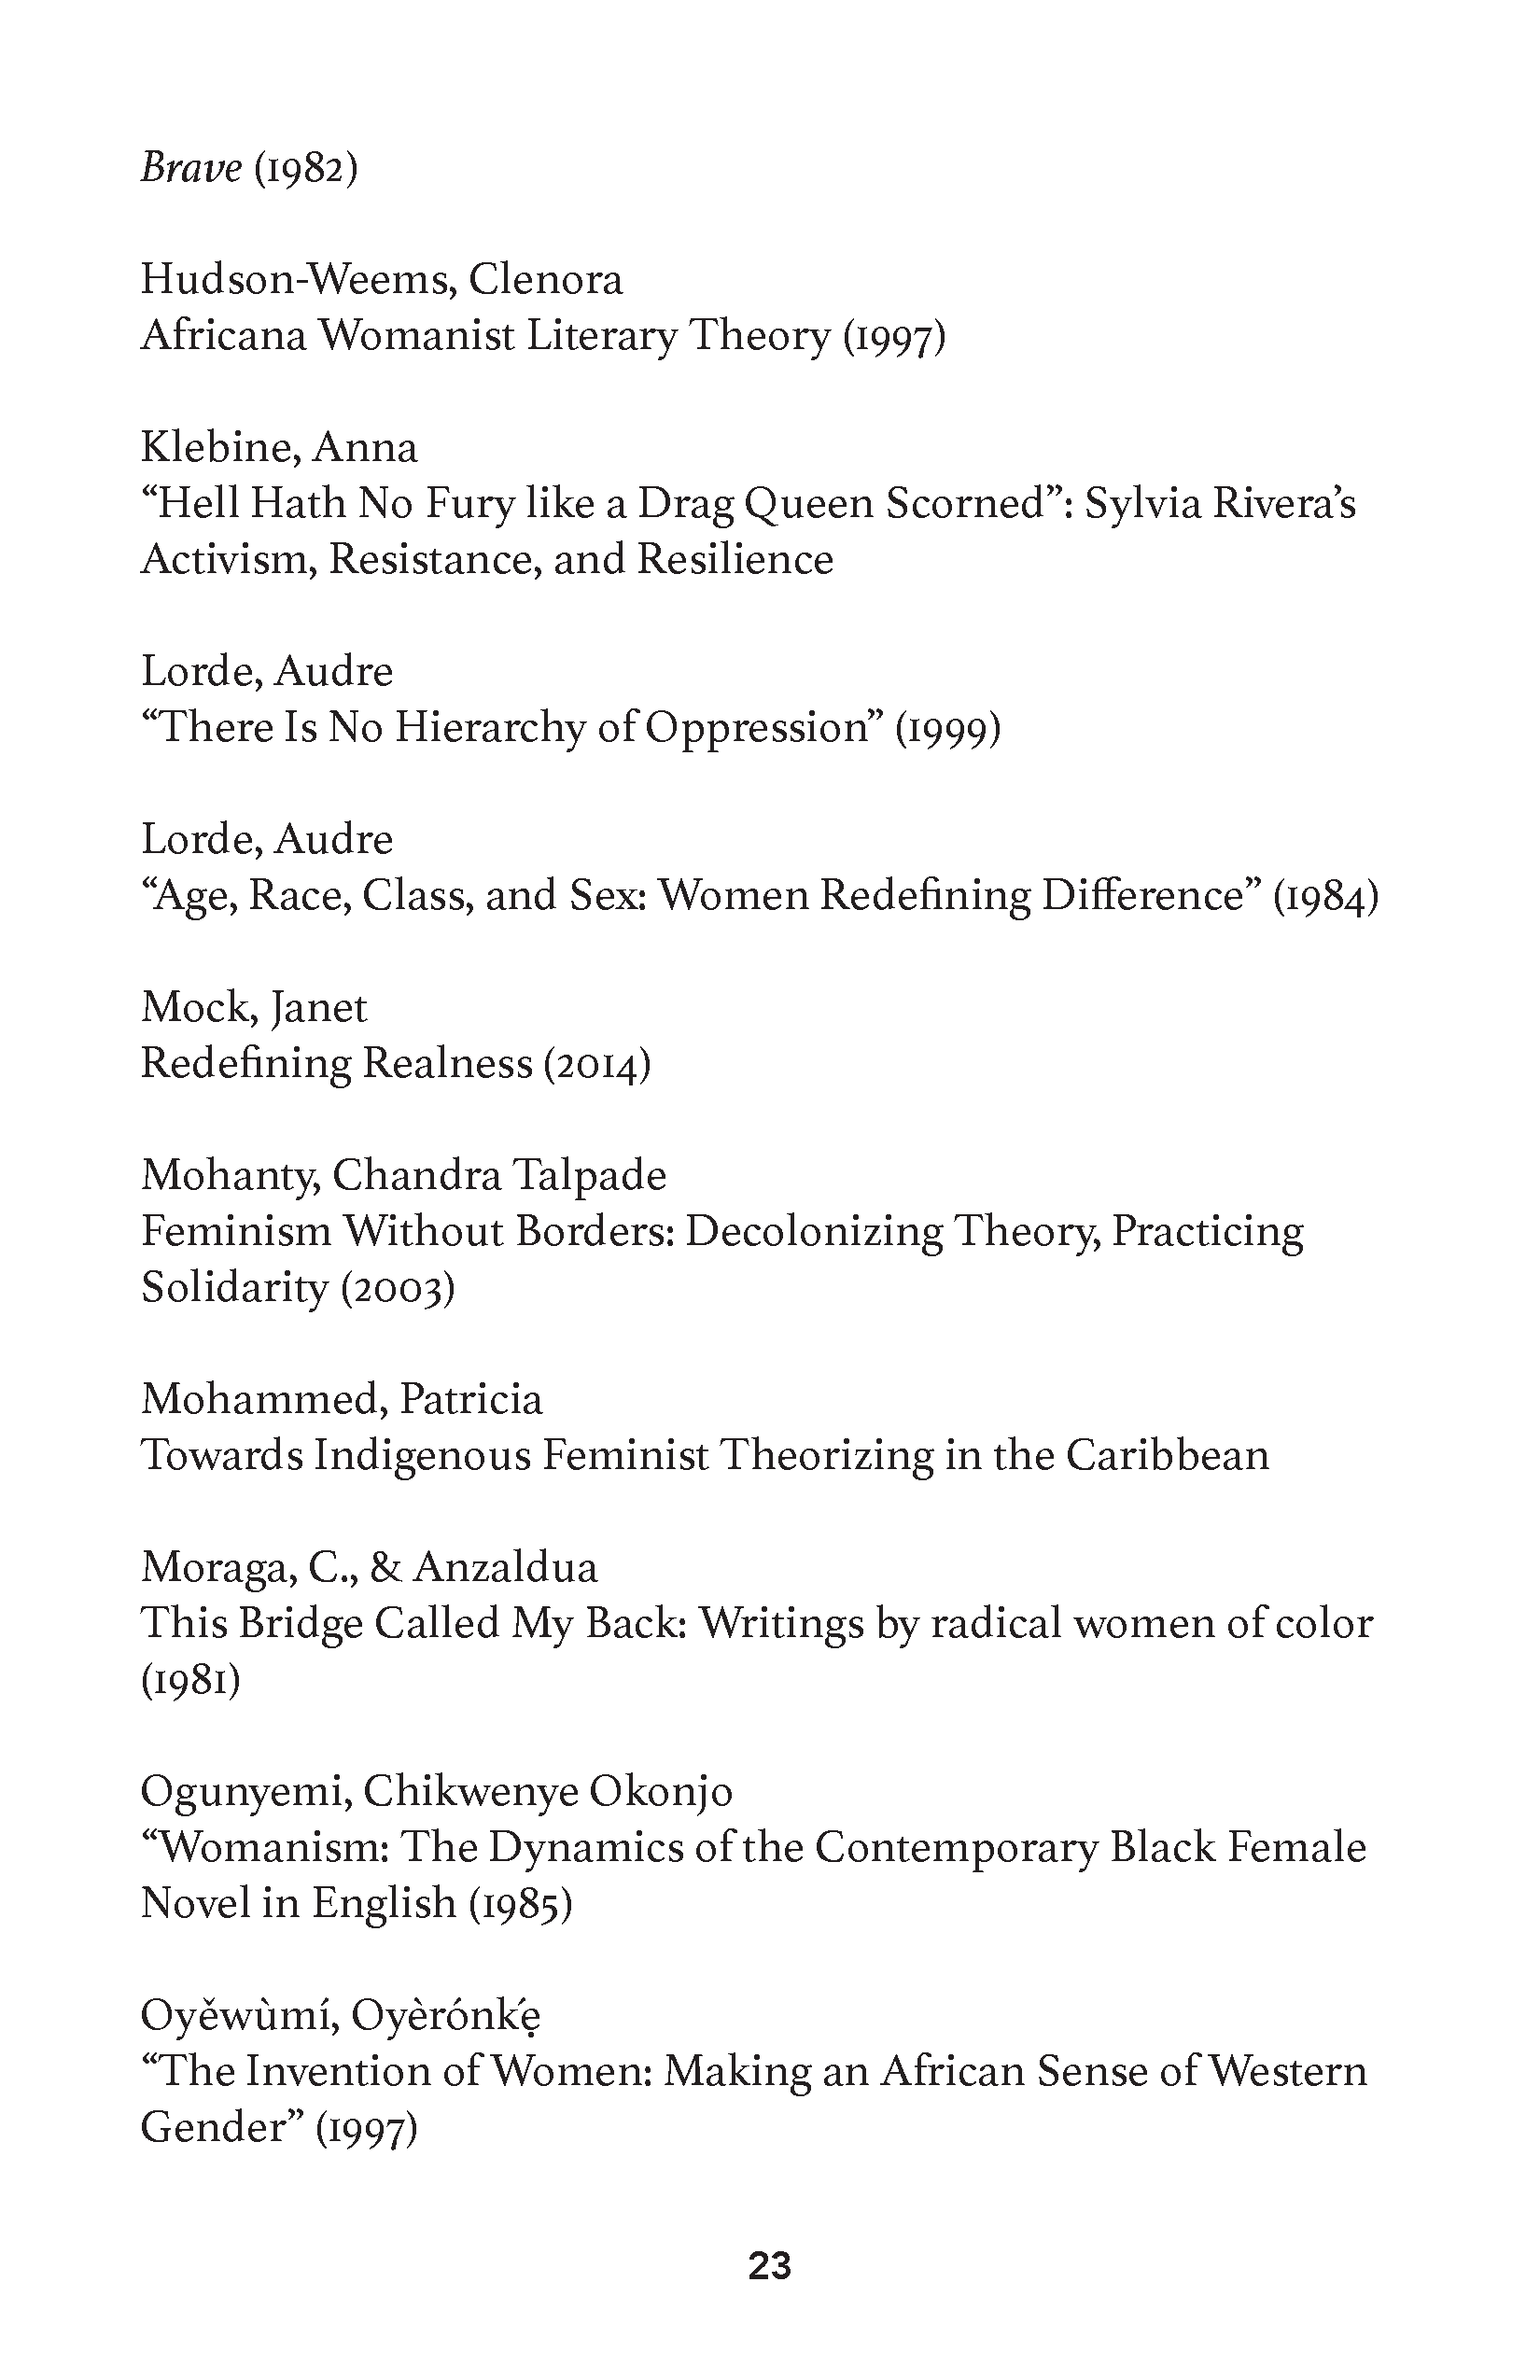 Brave (1982)
Hudson-Weems, Clenora
Africana Womanist Literary Theory (1997)
Klebine, Anna
“Hell Hath No Fury like a Drag Queen Scorned”: Sylvia Rivera’s
Activism, Resistance, and Resilience
Lorde, Audre
“There Is No Hierarchy of Oppression” (1999)
Lorde, Audre
“Age, Race, Class, and Sex: Women Redefining Difference” (1984)
Mock, Janet
Redefining Realness (2014)
Mohanty, Chandra Talpade
Feminism Without Borders: Decolonizing Theory, Practicing
Solidarity (2003)
Mohammed, Patricia
Towards Indigenous Feminist Theorizing in the Caribbean
Moraga, C., & Anzaldua
This Bridge Called My Back: Writings by radical women of color
(1981)
Ogunyemi, Chikwenye Okonjo
“Womanism: The Dynamics of the Contemporary Black Female
Novel in English (1985)
Oyěwùmí, Oyèrónkẹ́
“The Invention of Women: Making an African Sense of Western
Gender” (1997)
23